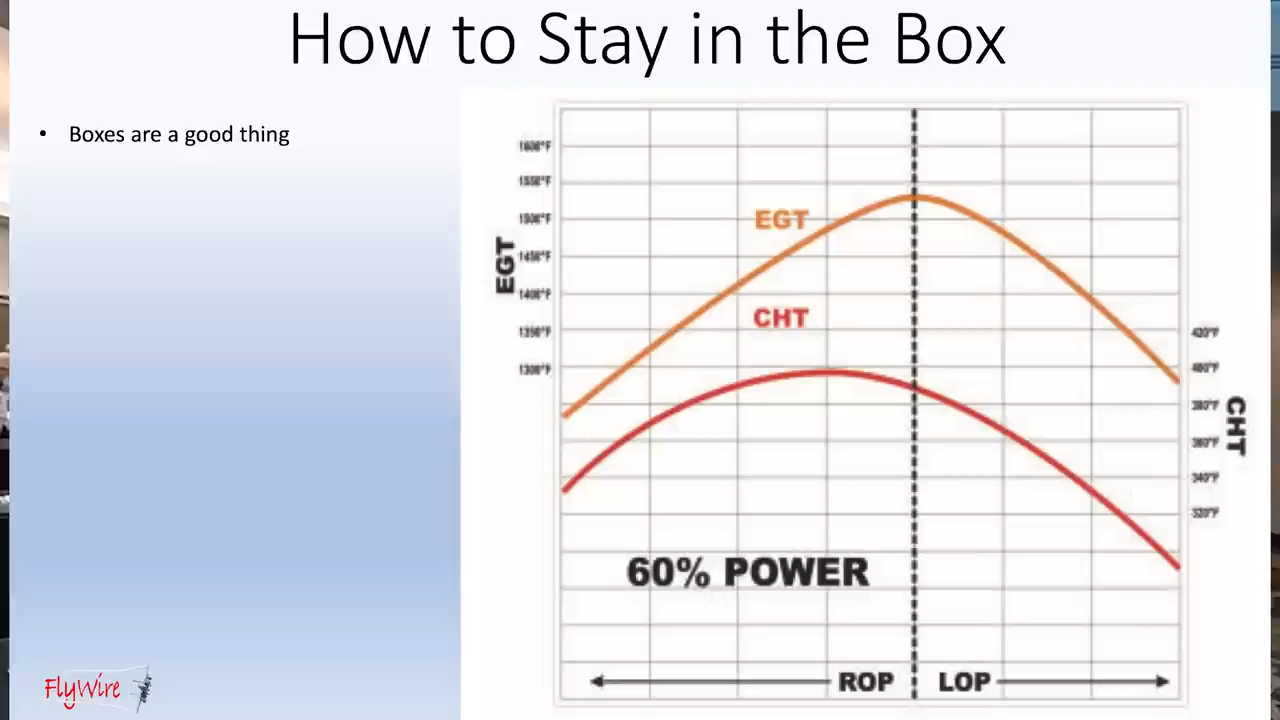 How to Stay in the Box
• Boxes are a good thing
1600°F
1550°F
1500°F
1450°F
1400°F
1350°F
1300°F
EGT
EGT
CHT
420°F
400°F
380°F
360°F
340°F
320°F
CHT
60% POWER
ROP
LOP
FlyWire